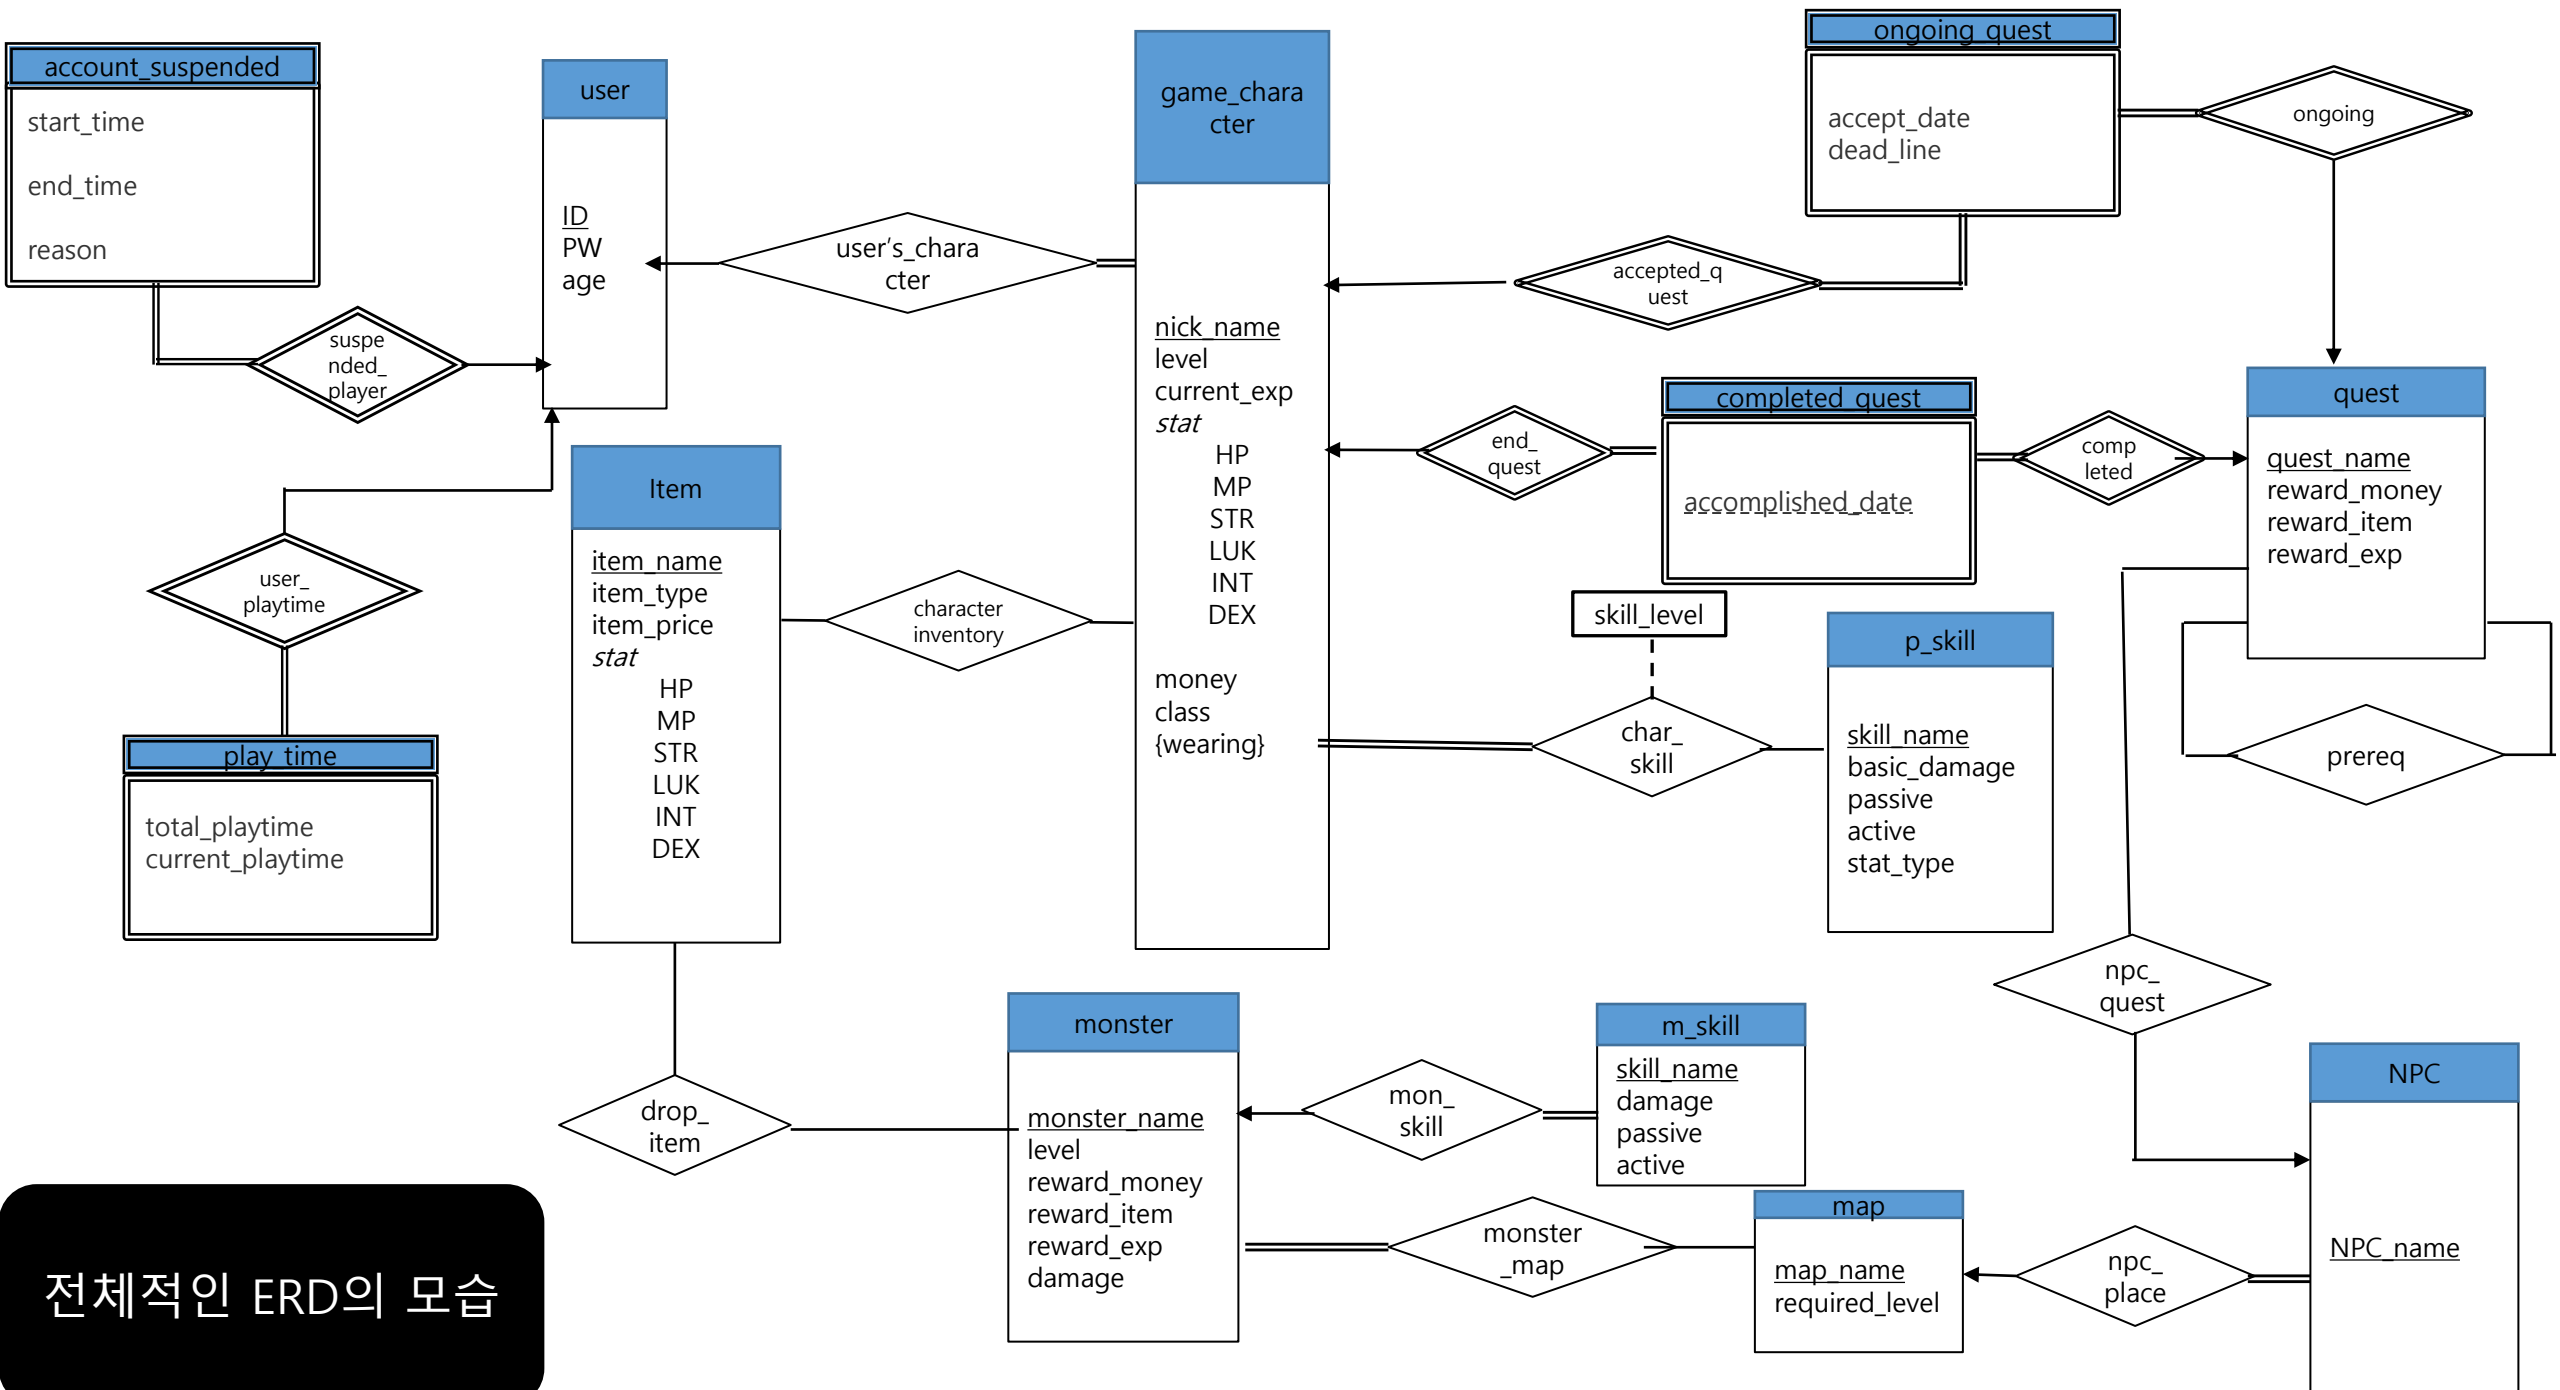 account_suspended
start_time
end_time
reason
suspe
nded_
player
user
ID
PW
age
user's_chara
cter
game_chara
cter
nick_name
level
current_exp
stat
HP
MP
STR
LUK
INT
DEX
money
class
{wearing}
ongoing_quest
accept_date
dead_line
ongoing
accepted_q
uest
completed_quest
accomplished_date
end_
quest
comp
leted
quest
quest_name
reward_money
reward_item
reward_exp
prereq
user_
playtime
play_time
total_playtime
current_playtime
Item
item_name
item_type
item_price
stat
HP
MP
STR
LUK
INT
DEX
character
inventory
skill_level
char_
skill
p_skill
skill_name
basic_damage
passive
active
stat_type
npc_
quest
drop_
item
monster
monster_name
level
reward_money
reward_item
reward_exp
damage
mon_
skill
m_skill
skill_name
damage
passive
active
monster
_map
map
map_name
required_level
npc_
place
NPC
NPC_name
전체적인 ERD의 모습